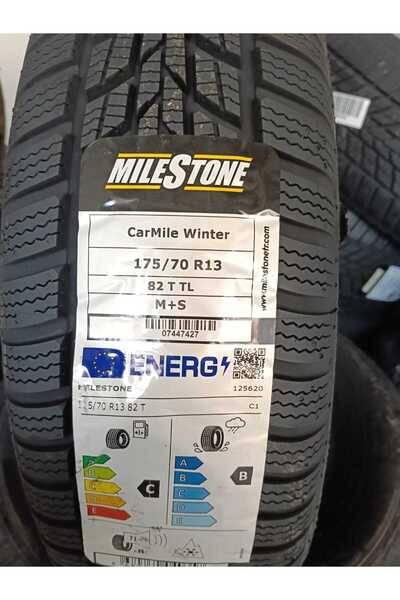 MILESTONE
CarMile Winter
175/70 R13
82 T TL
M+S
07447427
www.milestonetr.com
ENERG
MILESTONE 125620
175/70 R13 82 T C1
A
B B
C C
D
E E